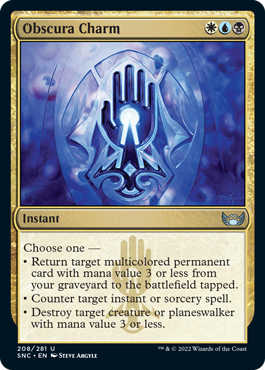 Obscura Charm
Instant
Choose one —
• Return target multicolored permanent
card with mana value 3 or less from
your graveyard to the battlefield tapped.
• Counter target instant or sorcery spell.
• Destroy target creature or planeswalker
with mana value 3 or less.
208/281 U
SNC • EN Steve Argyle
™ & © 2022 Wizards of the Coast